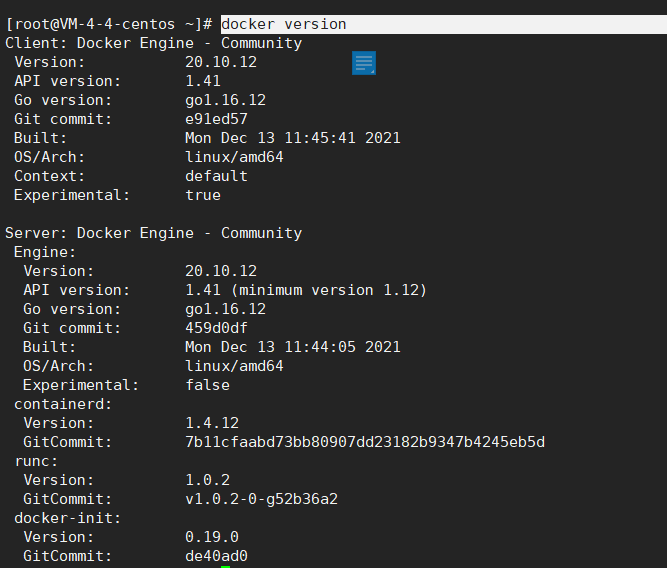 [root@VM-4-4-centos ~]# docker version
Client: Docker Engine - Community
 Version:           20.10.12
 API version:       1.41
 Go version:        go1.16.12
 Git commit:        e91ed57
 Built:             Mon Dec 13 11:45:41 2021
 OS/Arch:           linux/amd64
 Context:           default
 Experimental:      true

Server: Docker Engine - Community
 Engine:
  Version:          20.10.12
  API version:      1.41 (minimum version 1.12)
  Go version:       go1.16.12
  Git commit:       459d0df
  Built:            Mon Dec 13 11:44:05 2021
  OS/Arch:          linux/amd64
  Experimental:     false
 containerd:
  Version:          1.4.12
  GitCommit:        7b11cfaabd73bb80907dd23182b9347b4245eb5d
 runc:
  Version:          1.0.2
  GitCommit:        v1.0.2-0-g52b36a2
 docker-init:
  Version:          0.19.0
  GitCommit:        de40ad0